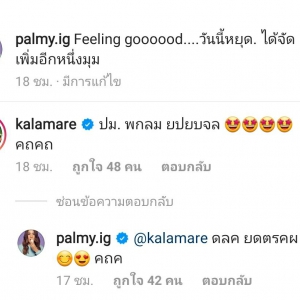 palmy.ig Feeling goooood....วันนี้หยุด. ได้จัด
เพิ่มอีกหนึ่งมุม
18 ชม. • มีการแก้ไข
kalamare ปม. พกลม ยปยบจล 🤩🤩🤩🤩
คถคถ
18 ชม. ถูกใจ 48 คน ตอบกลับ
ซ่อนข้อความตอบกลับ
palmy.ig @kalamare ดลค ยดตรคผ
😊😍 คถค
17 ชม. ถูกใจ 42 คน ตอบกลับ